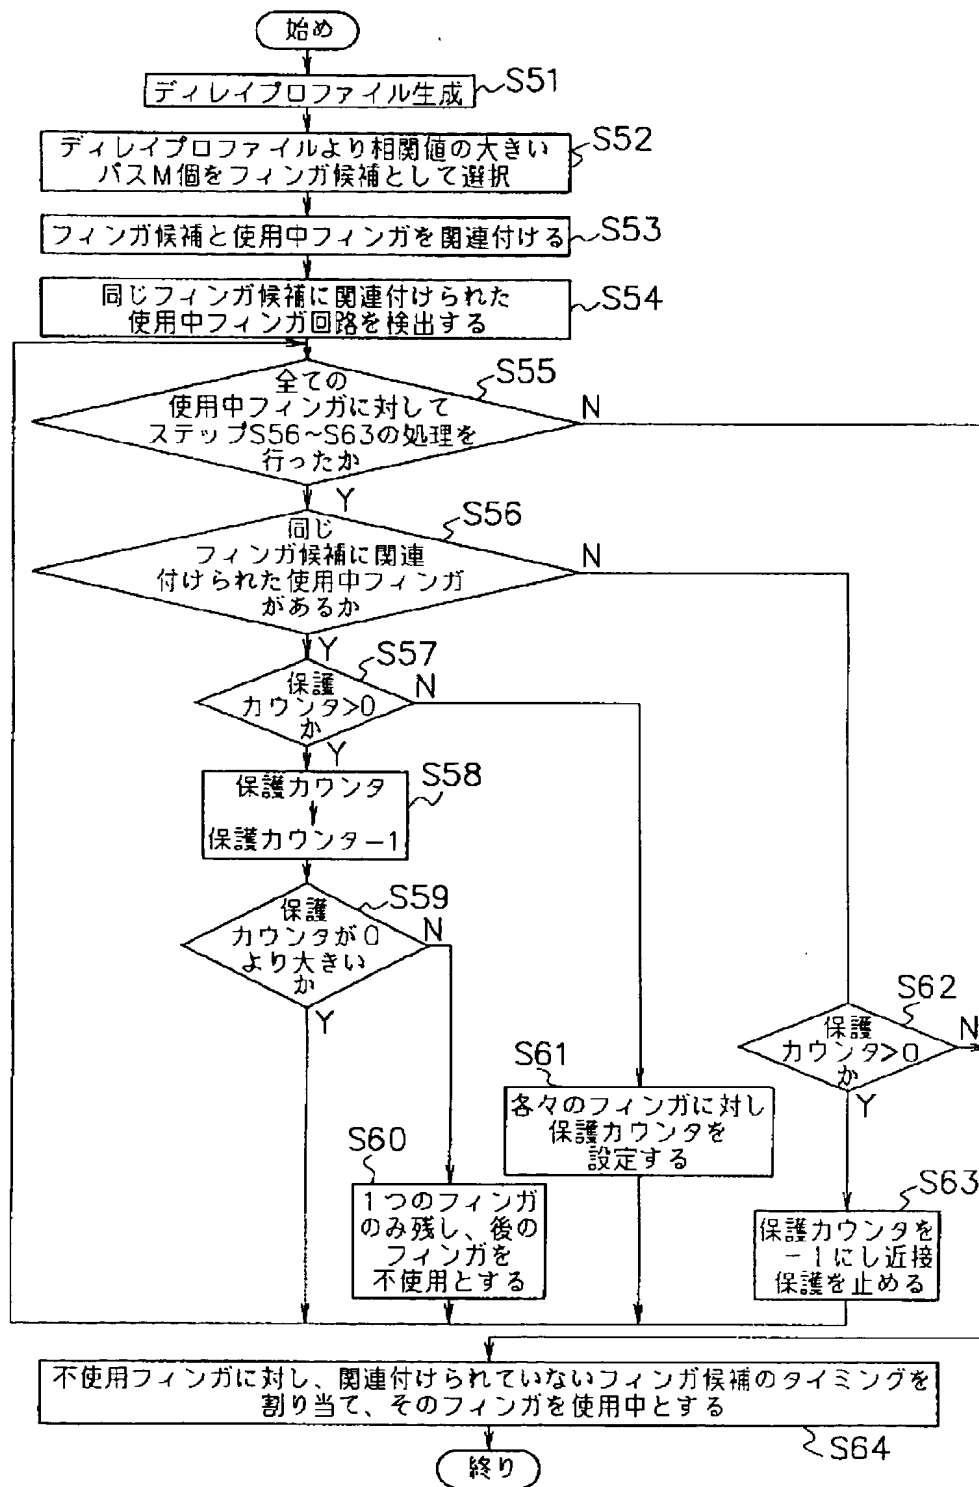 始め
ディレイプロファイル生成
S51
ディレイプロファイルより相関値の大きい
パスM個をフィンガ候補として選択
S52
フィンガ候補と使用中フィンガを関連付ける
S53
同じフィンガ候補に関連付けられた
使用中フィンガ回路を検出する
S54
全ての
使用中フィンガに対して
ステップS56~S63の処理を
行ったか
S55
N
Y
同じ
フィンガ候補に関連
付けられた使用中フィンガ
があるか
S56
N
Y
保護
カウンタ>0
か
S57
N
Y
保護カウンタ
保護カウンター1
S58
保護
カウンタが0
より大きい
か
S59
N
Y
1つのフィンガ
のみ残し、後の
フィンガを
不使用とする
S60
各々のフィンガに対し
保護カウンタを
設定する
S61
保護
カウンタ>0
か
S62
N
Y
保護カウンタを
-1にし近接
保護を止める
S63
不使用フィンガに対し、関連付けられていないフィンガ候補のタイミングを
割り当て、そのフィンガを使用中とする
S64
終り